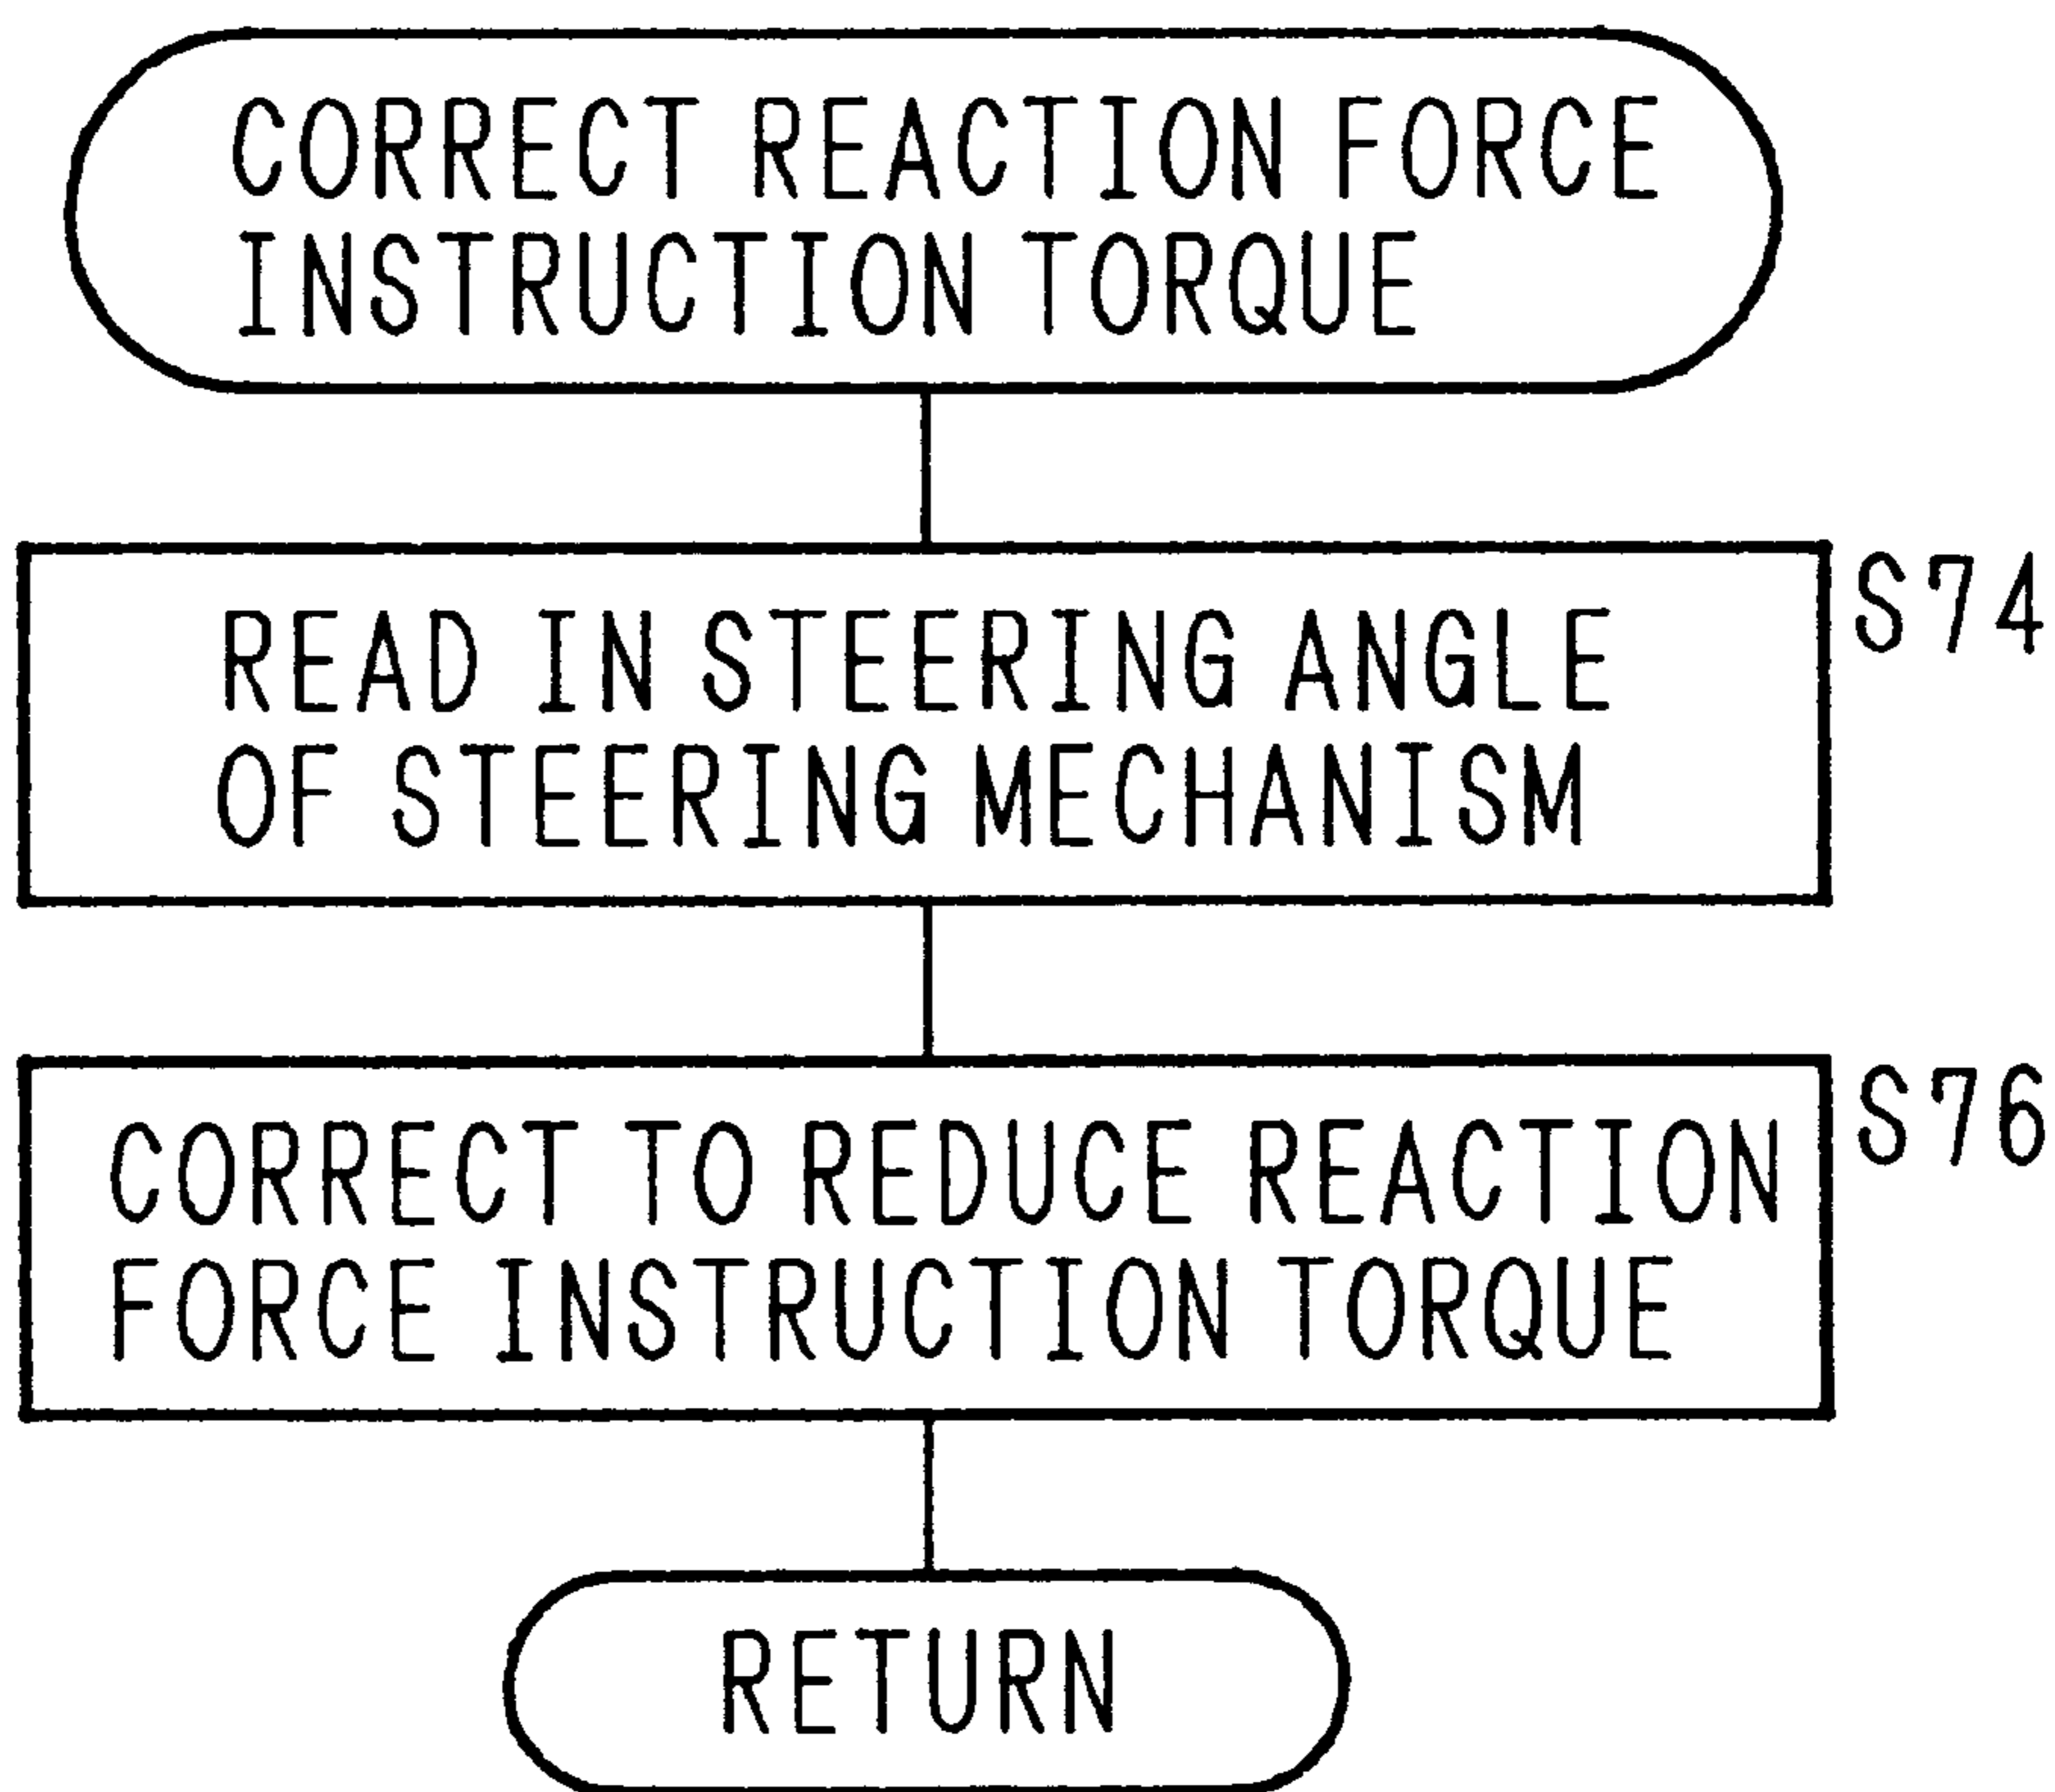 CORRECT REACTION FORCE
INSTRUCTION TORQUE
READ IN STEERING ANGLE
OF STEERING MECHANISM
S74
CORRECT TO REDUCE REACTION
FORCE INSTRUCTION TORQUE
S76
RETURN